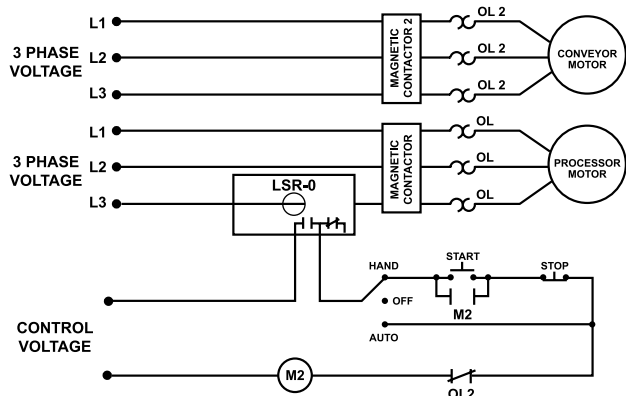 L1
OL 2
3 PHASE
VOLTAGE
L2
MAGNETIC
CONTACTOR 2
OL 2
CONVEYOR
MOTOR
L3
OL 2
L1
OL
3 PHASE
VOLTAGE
L2
MAGNETIC
CONTACTOR
OL
PROCESSOR
MOTOR
L3
LSR-0
OL
HAND
START
STOP
OFF
M2
CONTROL
VOLTAGE
AUTO
M2
OL2